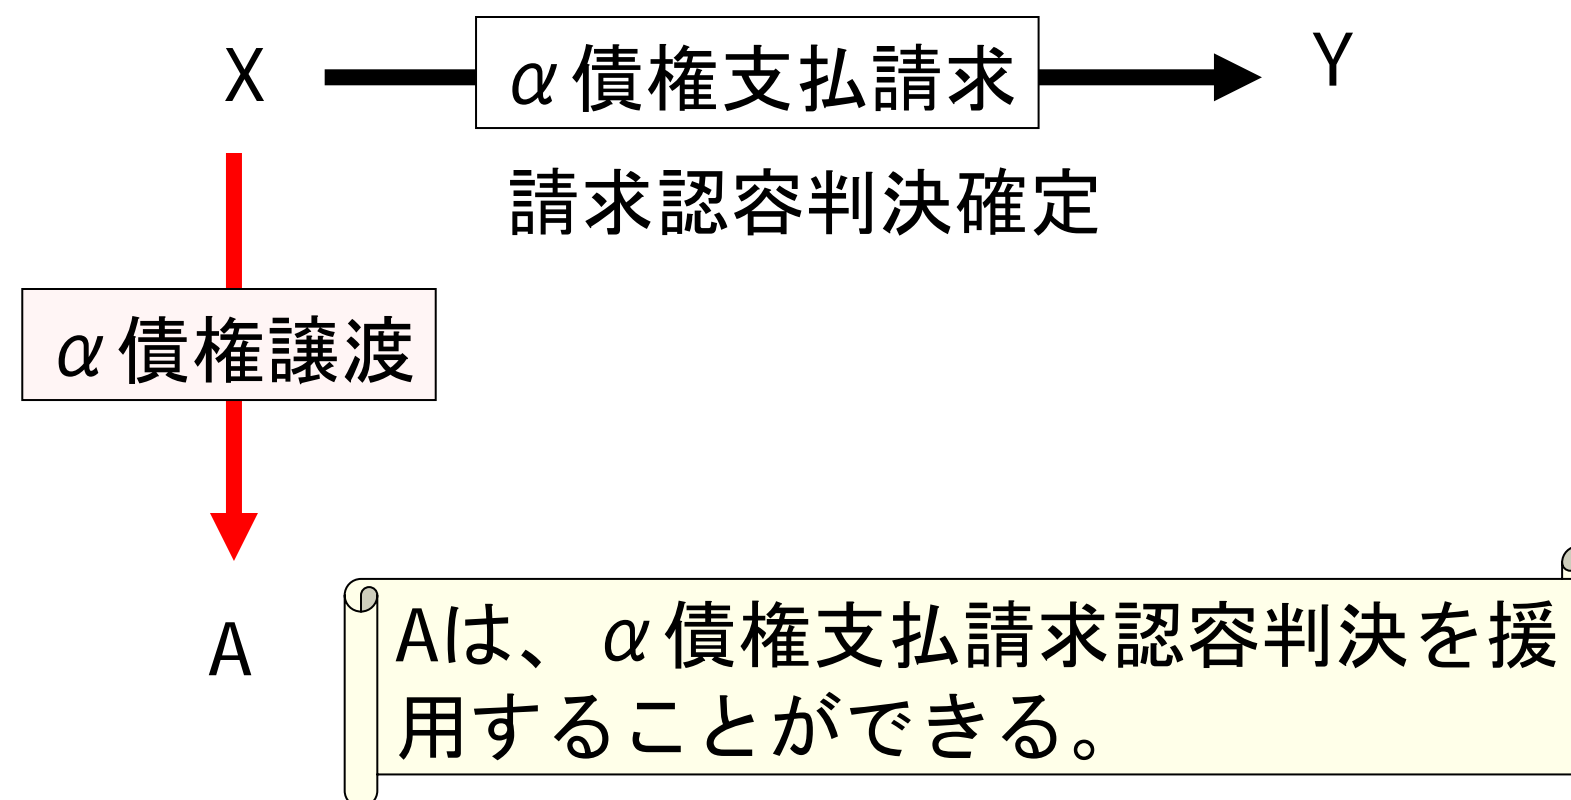 X
α債権支払請求
Y
請求認容判決確定
α債権譲渡
A
Aは、α債権支払請求認容判決を援
用することができる。